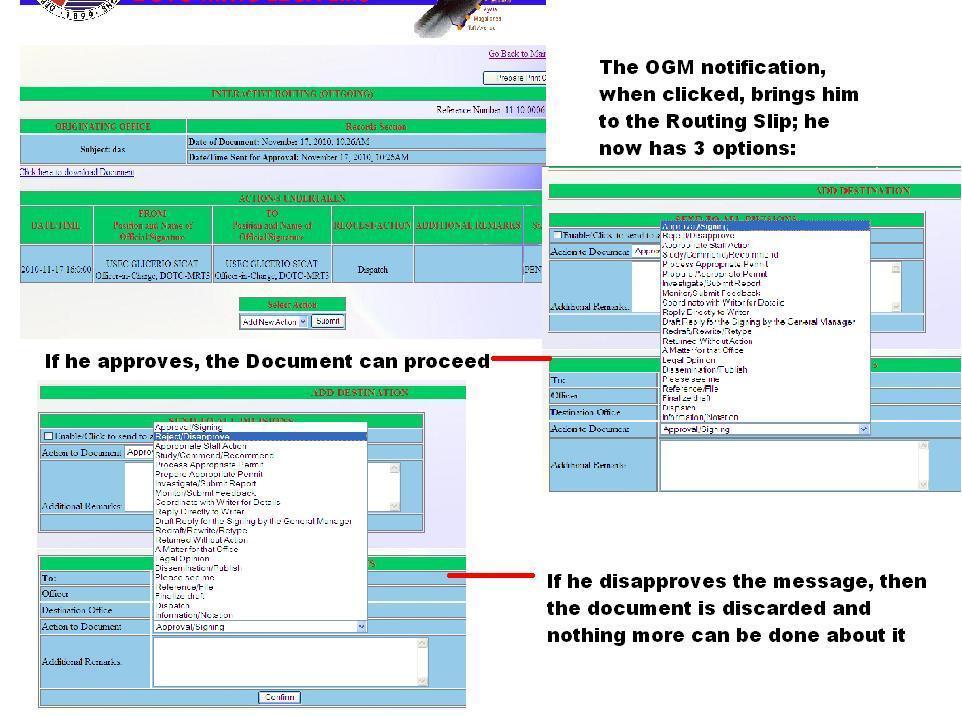 1899
Magallanes
Go Back to Mai
Prepare Print C
INTERACTIVE ROUTING (OUTGOING)
Reference Number: 11-10-0006
ORIGINATING OFFICE
Records Section
Subject: das
Date of Document: November 17, 2010, 10:26AM
Date/Time Sent for Approval: November 17, 2010, 10:26AM
Click here to download Document
ACTIONS UNDERTAKEN
DATE/TIME
FROM
Position and Name of
Official/Signature
TO
Position and Name of
Official/Signature
REQUEST-ACTION
ADDITIONAL REMARKS
2010-11-17 16:0:00
USEC GLICERIO SICAT
Officer-in-Charge, DOTC-MRT3
USEC GLICERIO SICAT
Officer-in-Charge, DOTC-MRT3
Dispatch
PEN
Select Action
Add New Action
Submit
The OGM notification,
when clicked, brings him
to the Routing Slip; he
now has 3 options:
ADD DESTINATION
SEND TO ALL DIVISIONS
Enable/Click to send to a
Action to Document
Appro
Additional Remarks
Approval/Signing
Reject/Disapprove
Appropriate Staff Action
Study/Commend/Recommend
Process Appropriate Permit
Prepare Appropriate Permit
Investigate/Submit Report
Monitor/Submit Feedback
Coordinate with Writer for Details
Reply Directly to Writer
Draft Reply for the Signing by the General Manager
Redraft/Rewrite/Retype
Returned Without Action
A Matter for that Office
Legal Opinion
Dissemination/Publish
Please see me
Reference/File
Finalize draft
Dispatch
Information/Notation
S
To:
Officer
Destination Office
Action to Document
Approval/Signing
Additional Remarks
If he approves, the Document can proceed
ADD DESTINATION
SEND TO ALL DIVISIONS
Enable/Click to send to a
Action to Document
Appro
Additional Remarks:
Approval/Signing
Reject/Disapprove
Appropriate Staff Action
Study/Commend/Recommend
Process Appropriate Permit
Prepare Appropriate Permit
Investigate/Submit Report
Monitor/Submit Feedback
Coordinate with Writer for Details
Reply Directly to Writer
Draft Reply for the Signing by the General Manager
Redraft/Rewrite/Retype
Returned Without Action
A Matter for that Office
Legal Opinion
Dissemination/Publish
Please see me
Reference/File
Finalize draft
Dispatch
Information/Notation
S
To:
Officer
Destination Office
Action to Document
Approval/Signing
Additional Remarks:
Confirm
If he disapproves the message, then
the document is discarded and
nothing more can be done about it